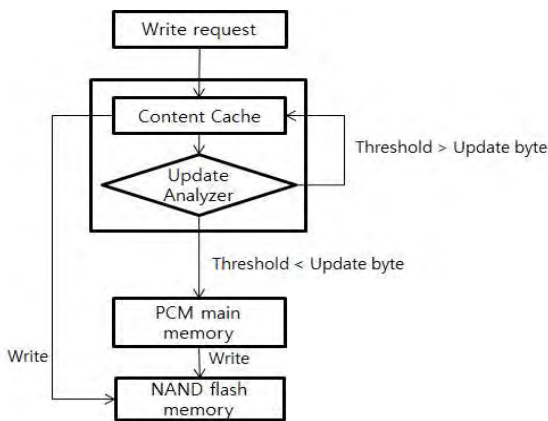 Write request
Content Cache
Threshold > Update byte
Update
Analyzer
Threshold < Update byte
PCM main
memory
Write
Write
NAND flash
memory